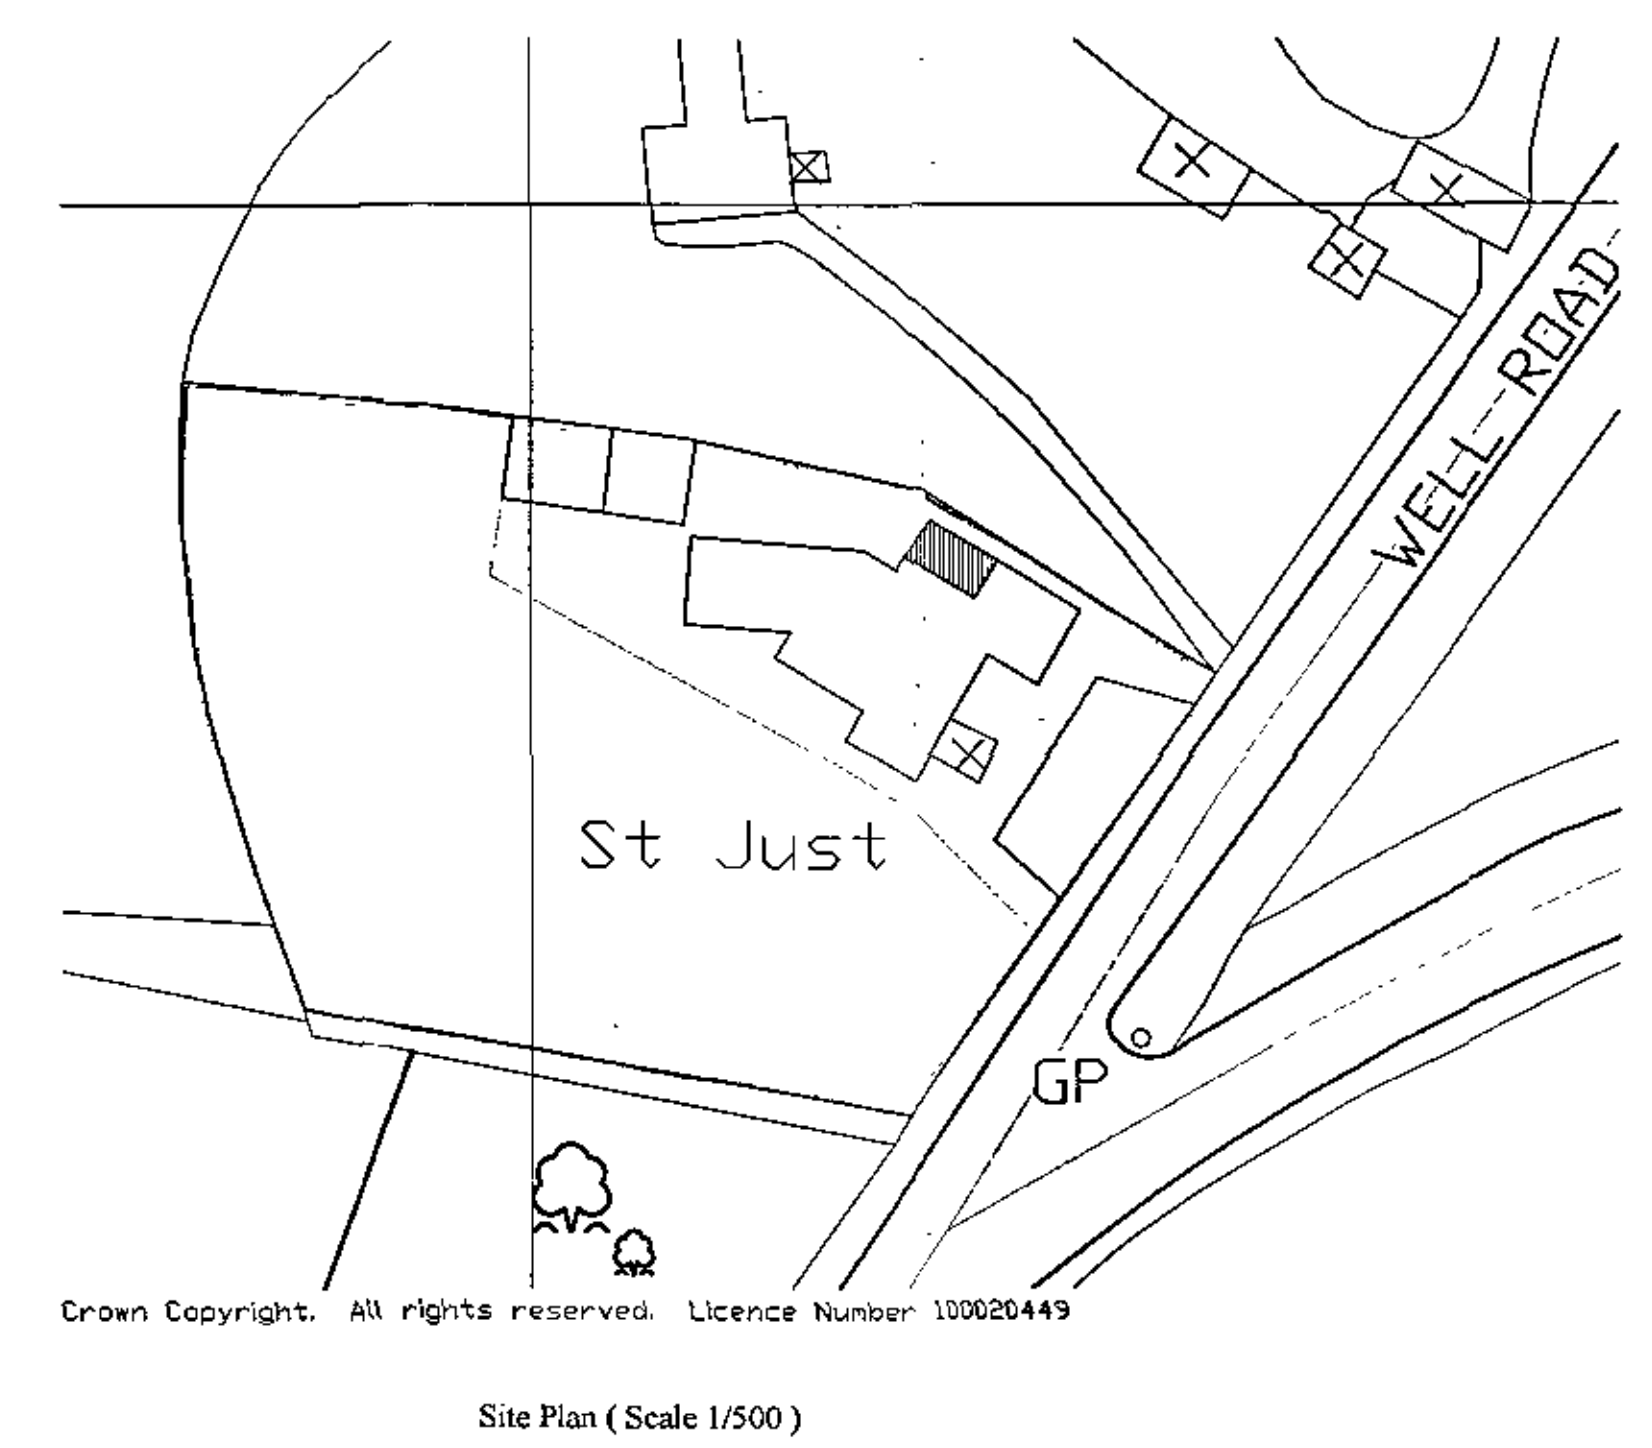 WELL ROAD
St Just
GP
Crown Copyright. All rights reserved. Licence Number 100020449
Site Plan ( Scale 1/500 )